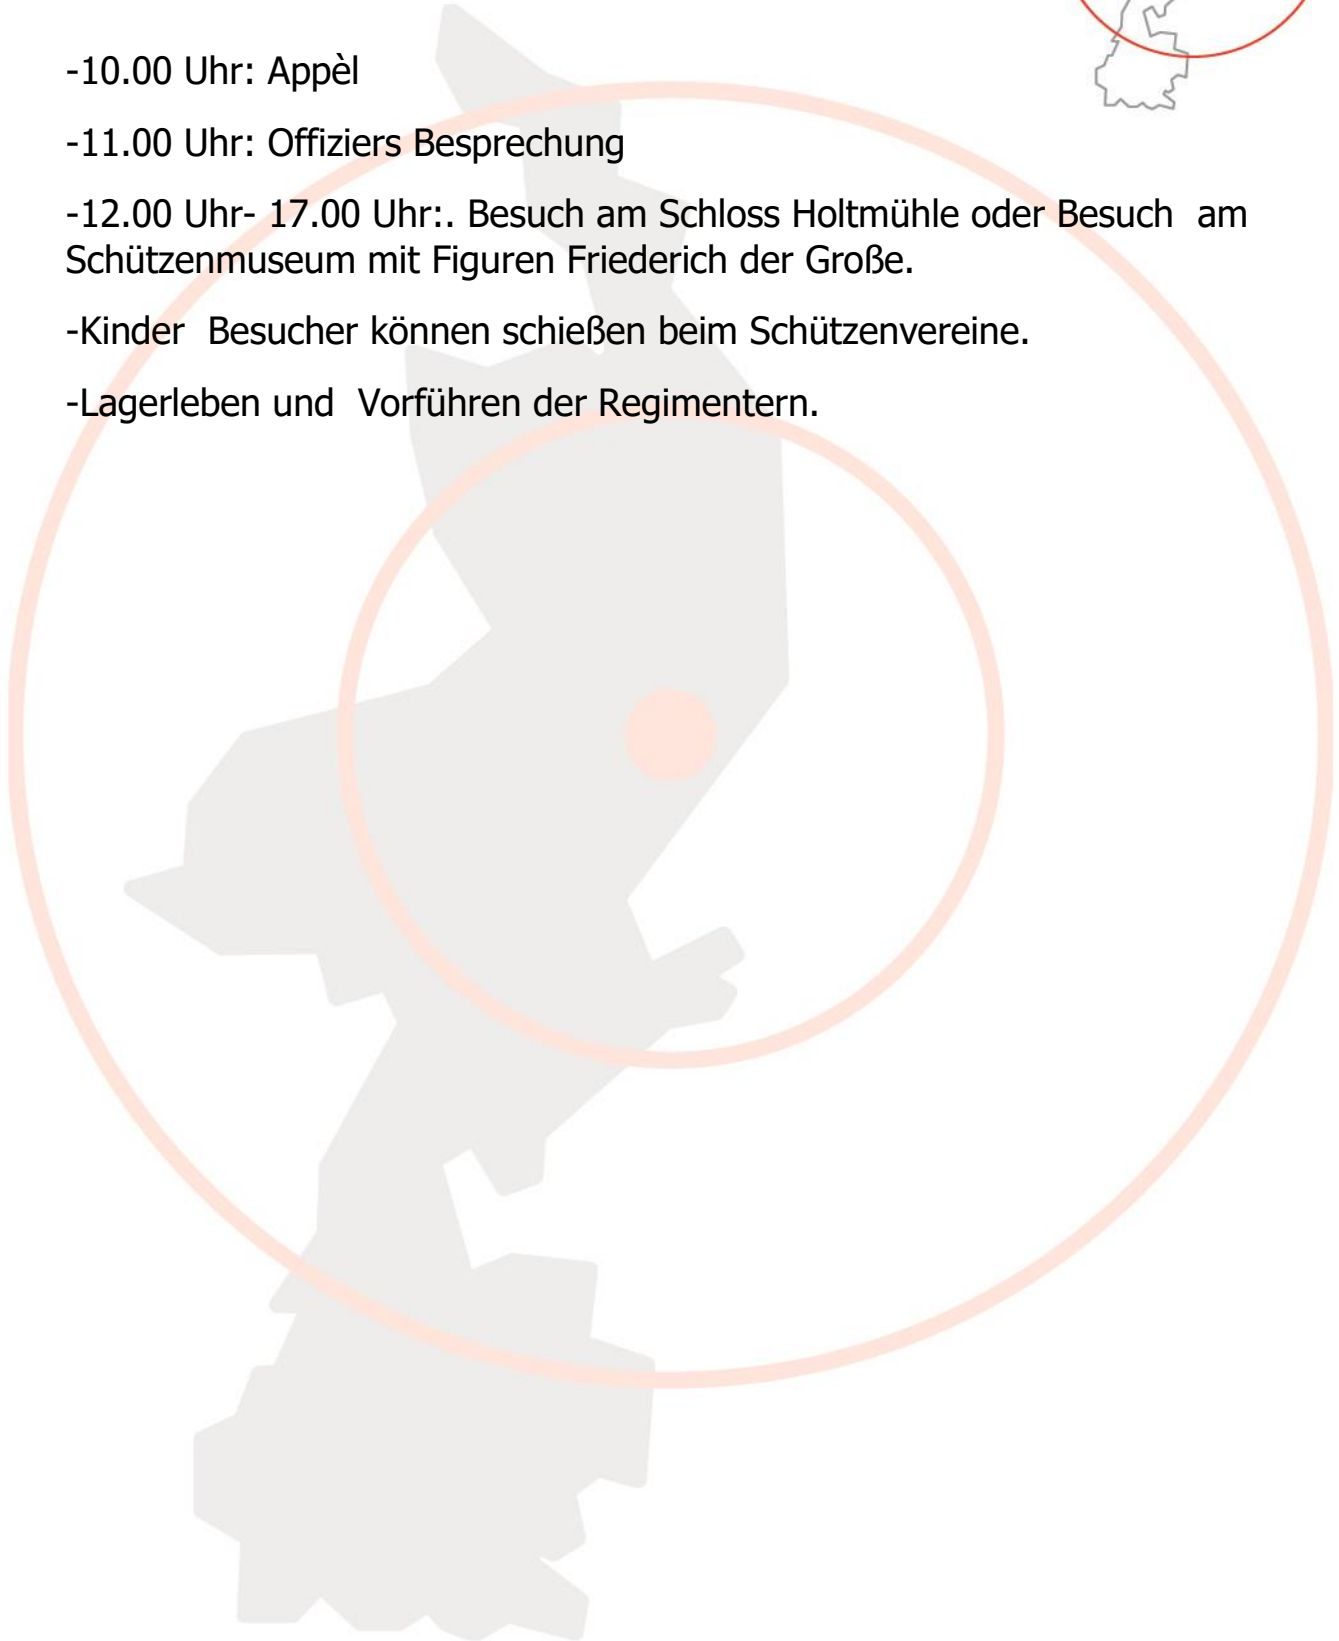 -10.00 Uhr: Appèl
-11.00 Uhr: Offiziers Besprechung
-12.00 Uhr- 17.00 Uhr:. Besuch am Schloss Holtmühle oder Besuch  am
Schützenmuseum mit Figuren Friederich der Große.
-Kinder  Besucher können schießen beim Schützenvereine.
-Lagerleben und  Vorführen der Regimentern.